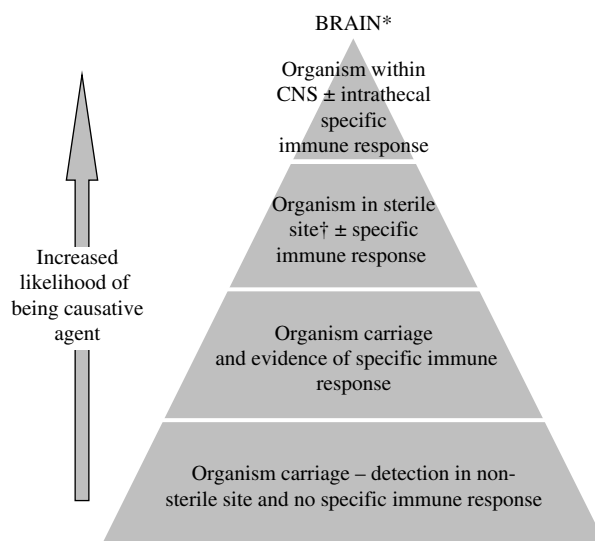 BRAIN*
Organism within
CNS ± intrathecal
specific
immune response
Organism in sterile
site† ± specific
immune response
Increased
likelihood of
being causative
agent
Organism carriage
and evidence of specific immune
response
Organism carriage – detection in non-
sterile site and no specific immune response